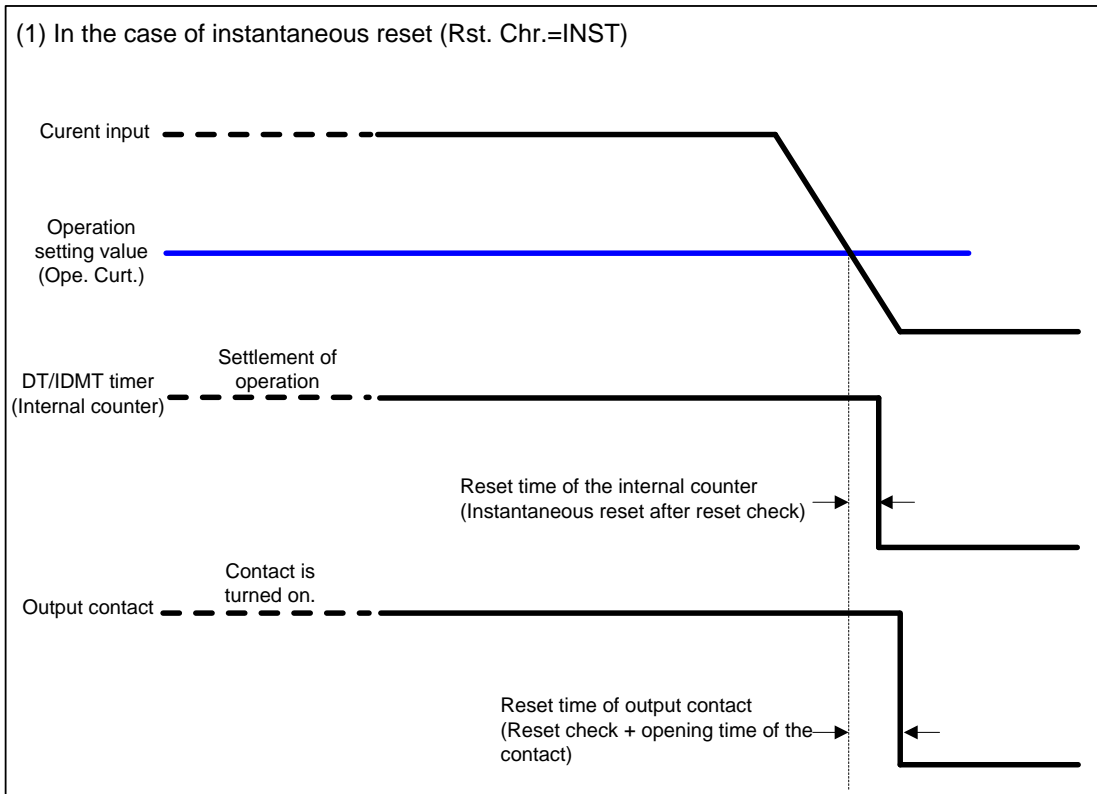 (1) In the case of instantaneous reset (Rst. Chr.=INST)
Curent input
Operation
setting value
(Ope. Curt.)
Settlement of
operation
DT/IDMT timer
(Internal counter)
Reset time of the internal counter
(Instantaneous reset after reset check)
Contact is
turned on.
Output contact
Reset time of output contact
(Reset check + opening time of the
contact)